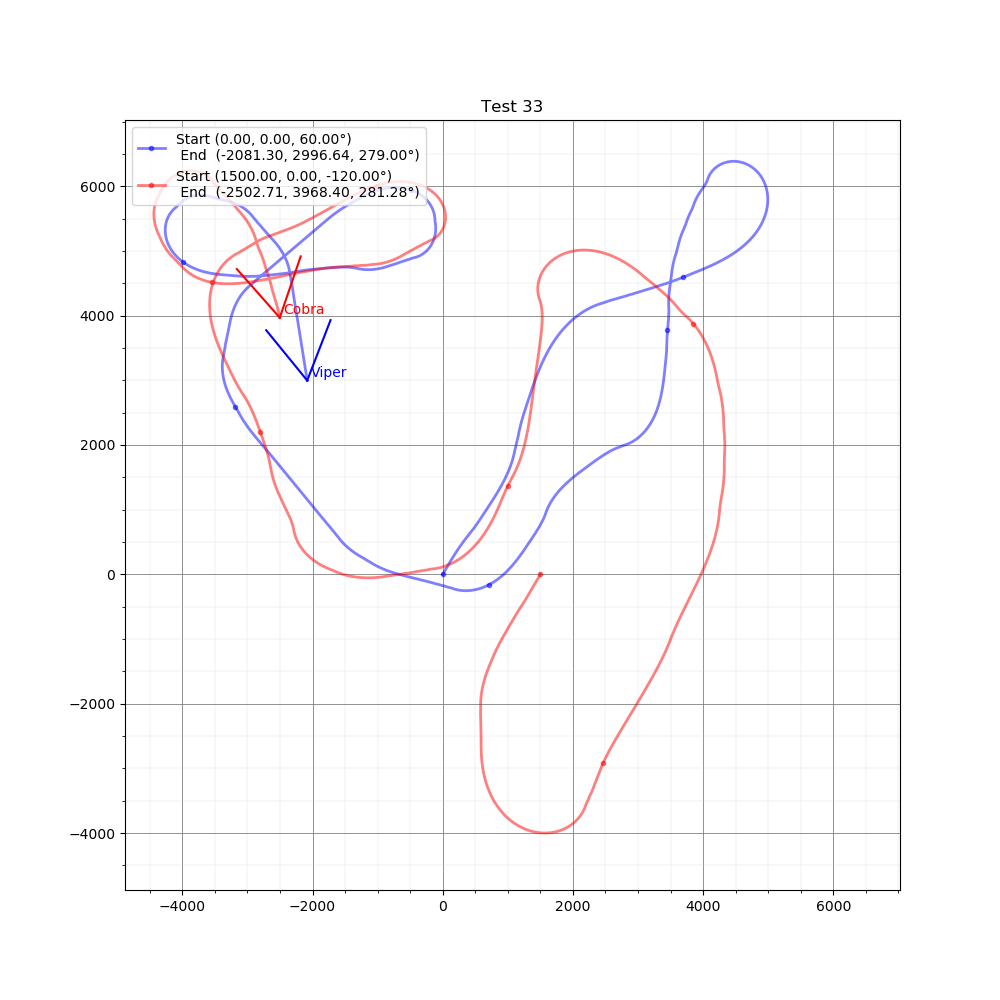 Test 33
Start (0.00, 0.00, 60.00°)
End (-2081.30, 2996.64, 279.00°)
Start (1500.00, 0.00, -120.00°)
End (-2502.71, 3968.40, 281.28°)
6000
4000
2000
0
−2000
−4000
Cobra
Viper
−4000
−2000
0
2000
4000
6000